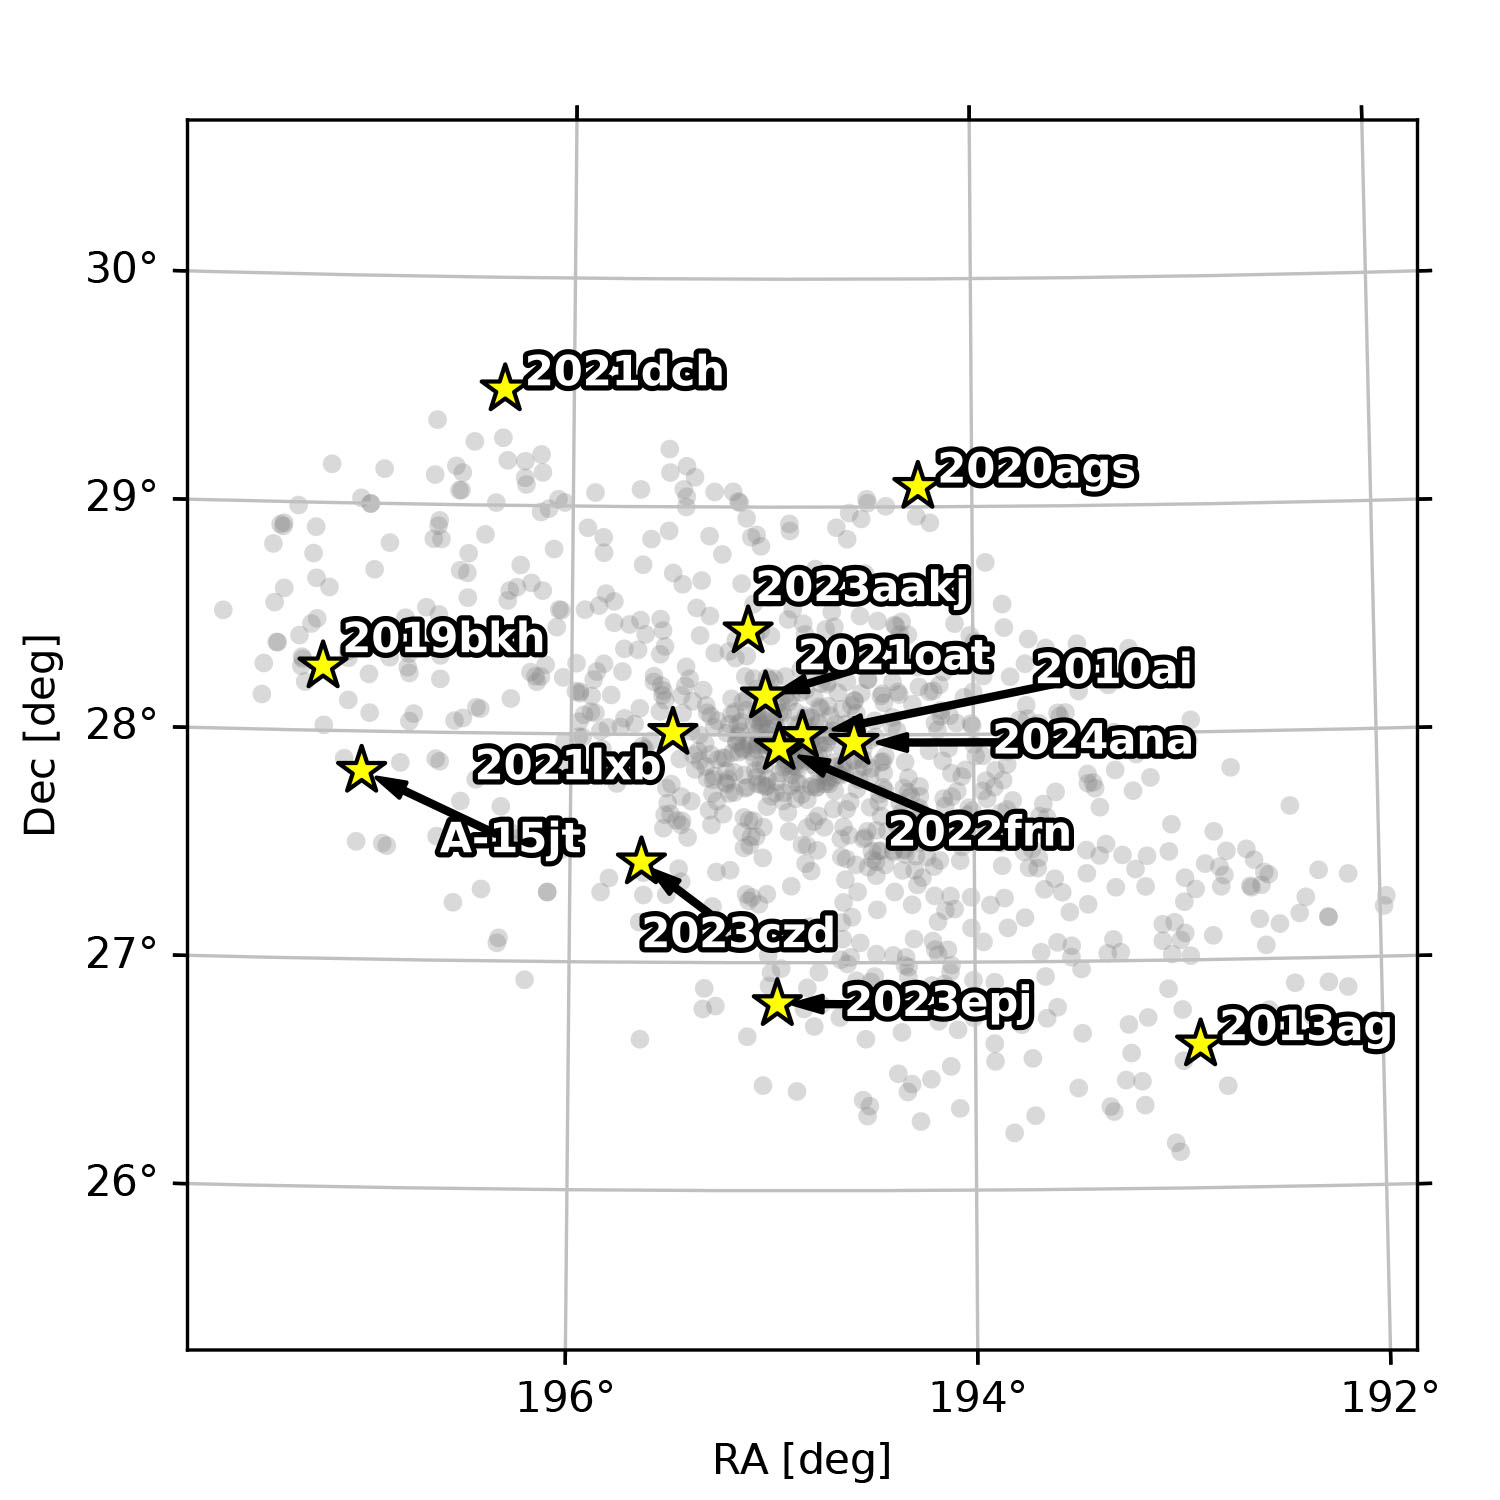 30°
2021dch
2020ags
29°
2023aakj
2019bkh
2021oat
2010ai
28°
2024ana
2021lxb
A-15jt
2022frn
2023czd
27°
2023epj
2013ag
26°
Dec [deg]
196°
194°
192°
RA [deg]